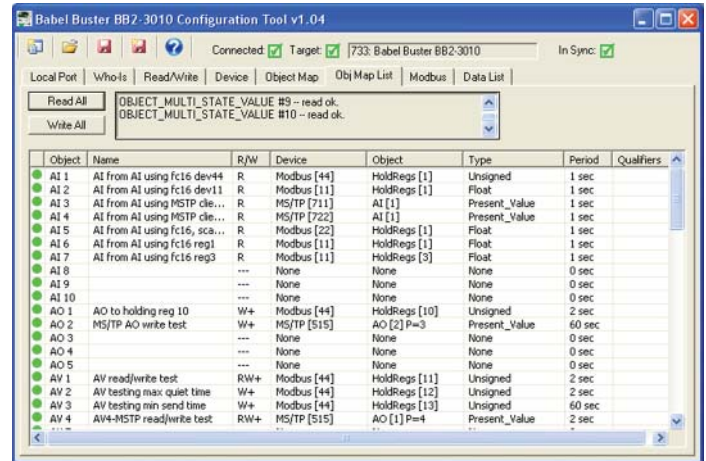 Babel Buster BB2-3010 Configuration Tool v1.04
Connected: Target: 733: Babel Buster BB2-3010 In Sync:
Local Port Who-Is Read/Write Device Object Map Obj Map List Modbus Data List
Read All
Write All
OBJECT_MULTI_STATE_VALUE #9 -- read ok.
OBJECT_MULTI_STATE_VALUE #10 -- read ok.
Object Name R/W Device Object Type Period Qualifiers
AI 1 AI from AI using fc16 dev44 R Modbus [44] HoldRegs [1] Unsigned 1 sec
AI 2 AI from AI using fc16 dev11 R Modbus [11] HoldRegs [1] Float 1 sec
AI 3 AI from AI using MSTP clie... R MS/TP [711] AI [1] Present_Value 1 sec
AI 4 AI from AI using MSTP clie... R MS/TP [722] AI [1] Present_Value 1 sec
AI 5 AI from AI using fc16, sca... R Modbus [22] HoldRegs [1] Float 1 sec
AI 6 AI from AI using fc16 reg1 R Modbus [11] HoldRegs [1] Float 1 sec
AI 7 AI from AI using fc16 reg3 R Modbus [11] HoldRegs [3] Float 1 sec
AI 8 --- None None None 0 sec
AI 9 --- None None None 0 sec
AI 10 --- None None None 0 sec
AO 1 AO to holding reg 10 W+ Modbus [44] HoldRegs [10] Unsigned 2 sec
AO 2 MS/TP AO write test W+ MS/TP [515] AO [2] P=3 Present_Value 60 sec
AO 3 --- None None None 0 sec
AO 4 --- None None None 0 sec
AO 5 --- None None None 0 sec
AV 1 AV read/write test RW+ Modbus [44] HoldRegs [11] Unsigned 2 sec
AV 2 AV testing max quiet time W+ Modbus [44] HoldRegs [12] Unsigned 2 sec
AV 3 AV testing min send time W+ Modbus [44] HoldRegs [13] Unsigned 60 sec
AV 4 AV4-MSTP read/write test RW+ MS/TP [515] AO [1] P=4 Present_Value 2 sec